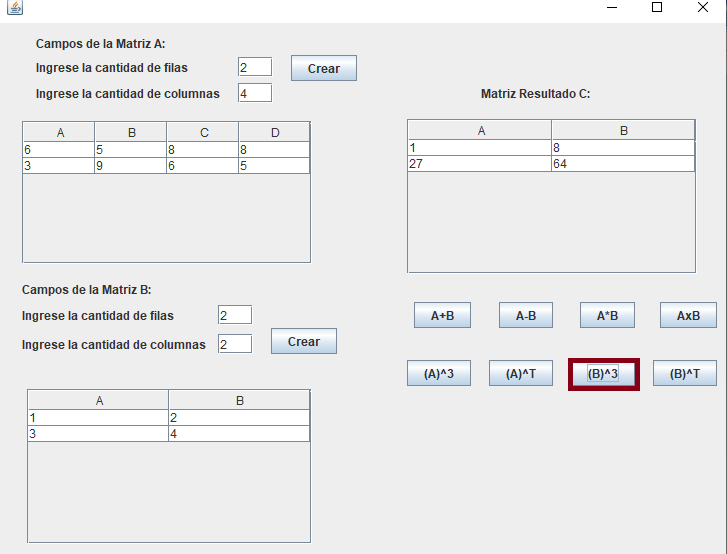 Campos de la Matriz A:
Ingrese la cantidad de filas 2 Crear
Ingrese la cantidad de columnas 4
A B C D
6 5 8 8
3 9 6 5
Campos de la Matriz B:
Ingrese la cantidad de filas 2
Ingrese la cantidad de columnas 2 Crear
A B
1 2
3 4
Matriz Resultado C:
A B
1 8
27 64
A+B A-B A*B AxB
(A)^3 (A)^T (B)^3 (B)^T